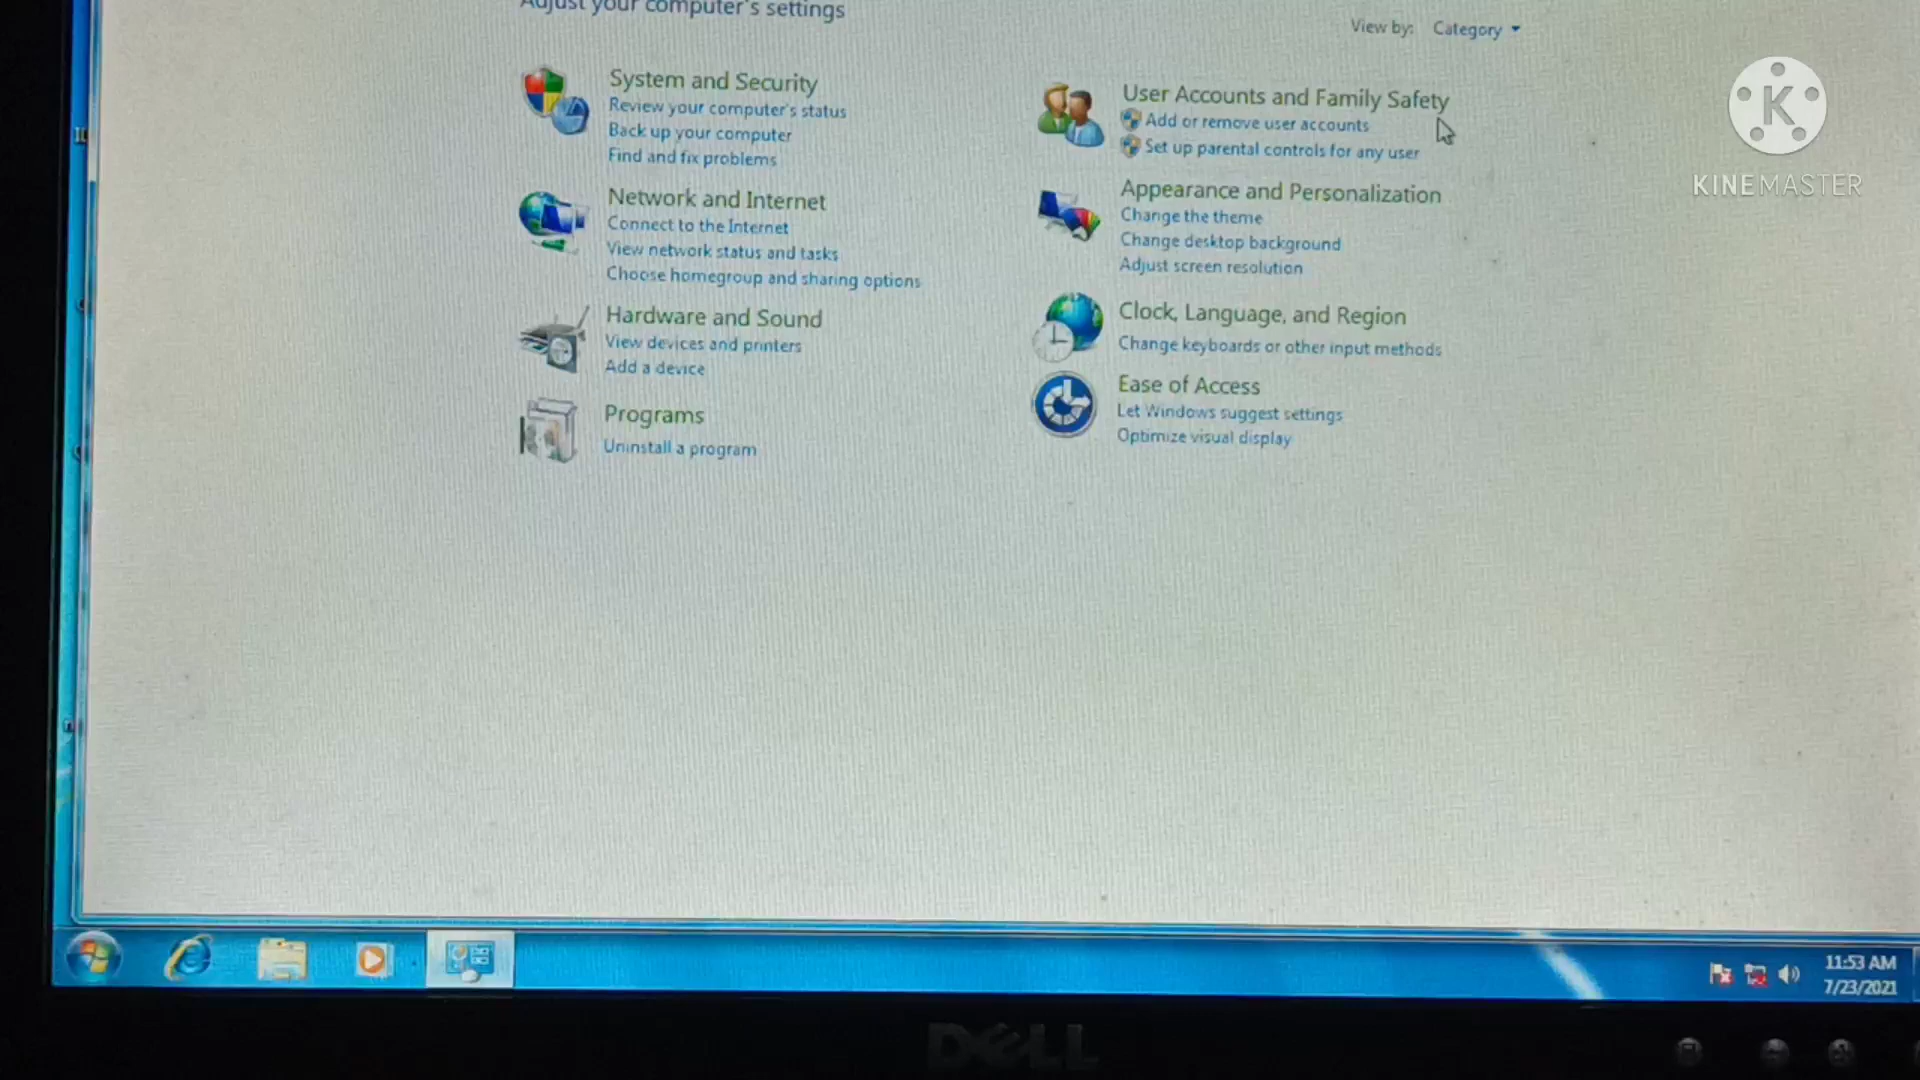 Adjust your computer's settings
View by: Category
System and Security
Review your computer's status
Back up your computer
Find and fix problems
Network and Internet
Connect to the Internet
View network status and tasks
Choose homegroup and sharing options
Hardware and Sound
View devices and printers
Add a device
Programs
Uninstall a program
User Accounts and Family Safety
Add or remove user accounts
Set up parental controls for any user
Appearance and Personalization
Change the theme
Change desktop background
Adjust screen resolution
Clock, Language, and Region
Change keyboards or other input methods
Ease of Access
Let Windows suggest settings
Optimize visual display
K
KINEMASTER
11:53 AM
7/23/2021
DELL